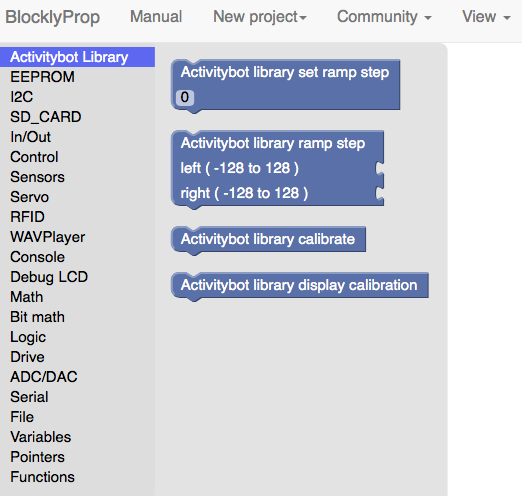 BlocklyProp Manual New project Community View
Activitybot Library
EEPROM
I2C
SD_CARD
In/Out
Control
Sensors
Servo
RFID
WAVPlayer
Console
Debug LCD
Math
Bit math
Logic
Drive
ADC/DAC
Serial
File
Variables
Pointers
Functions
Activitybot library set ramp step
0
Activitybot library ramp step
left ( -128 to 128 )
right ( -128 to 128 )
Activitybot library calibrate
Activitybot library display calibration